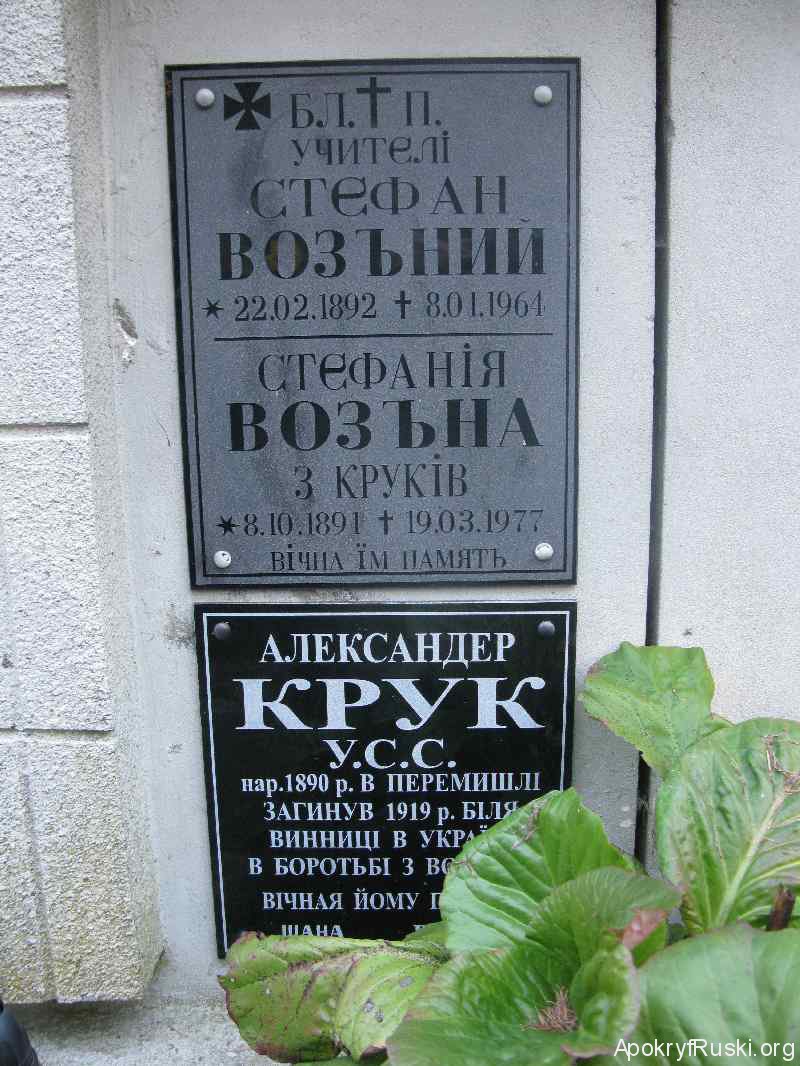 БЛ. П.
УЧИТЕЛІ
СТЕФАН
ВОЗЪНИЙ
22.02.1892 8.01.1964
СТЕФАНІЯ
ВОЗЪНА
З КРУКІВ
8.10.1891 19.03.1977
ВІЧНА ЇМ ПАМЯТЬ
АЛЕКСАНДЕР
КРУК
У.С.С.
нар.1890 р. В ПЕРЕМИШЛІ
ЗАГИНУВ 1919 р. БІЛЯ
ВИННИЦІ В
В БОРОТЬБІ З
ВІЧНАЯ ЙОМУ
ШАНА
ApokryfRuski.org